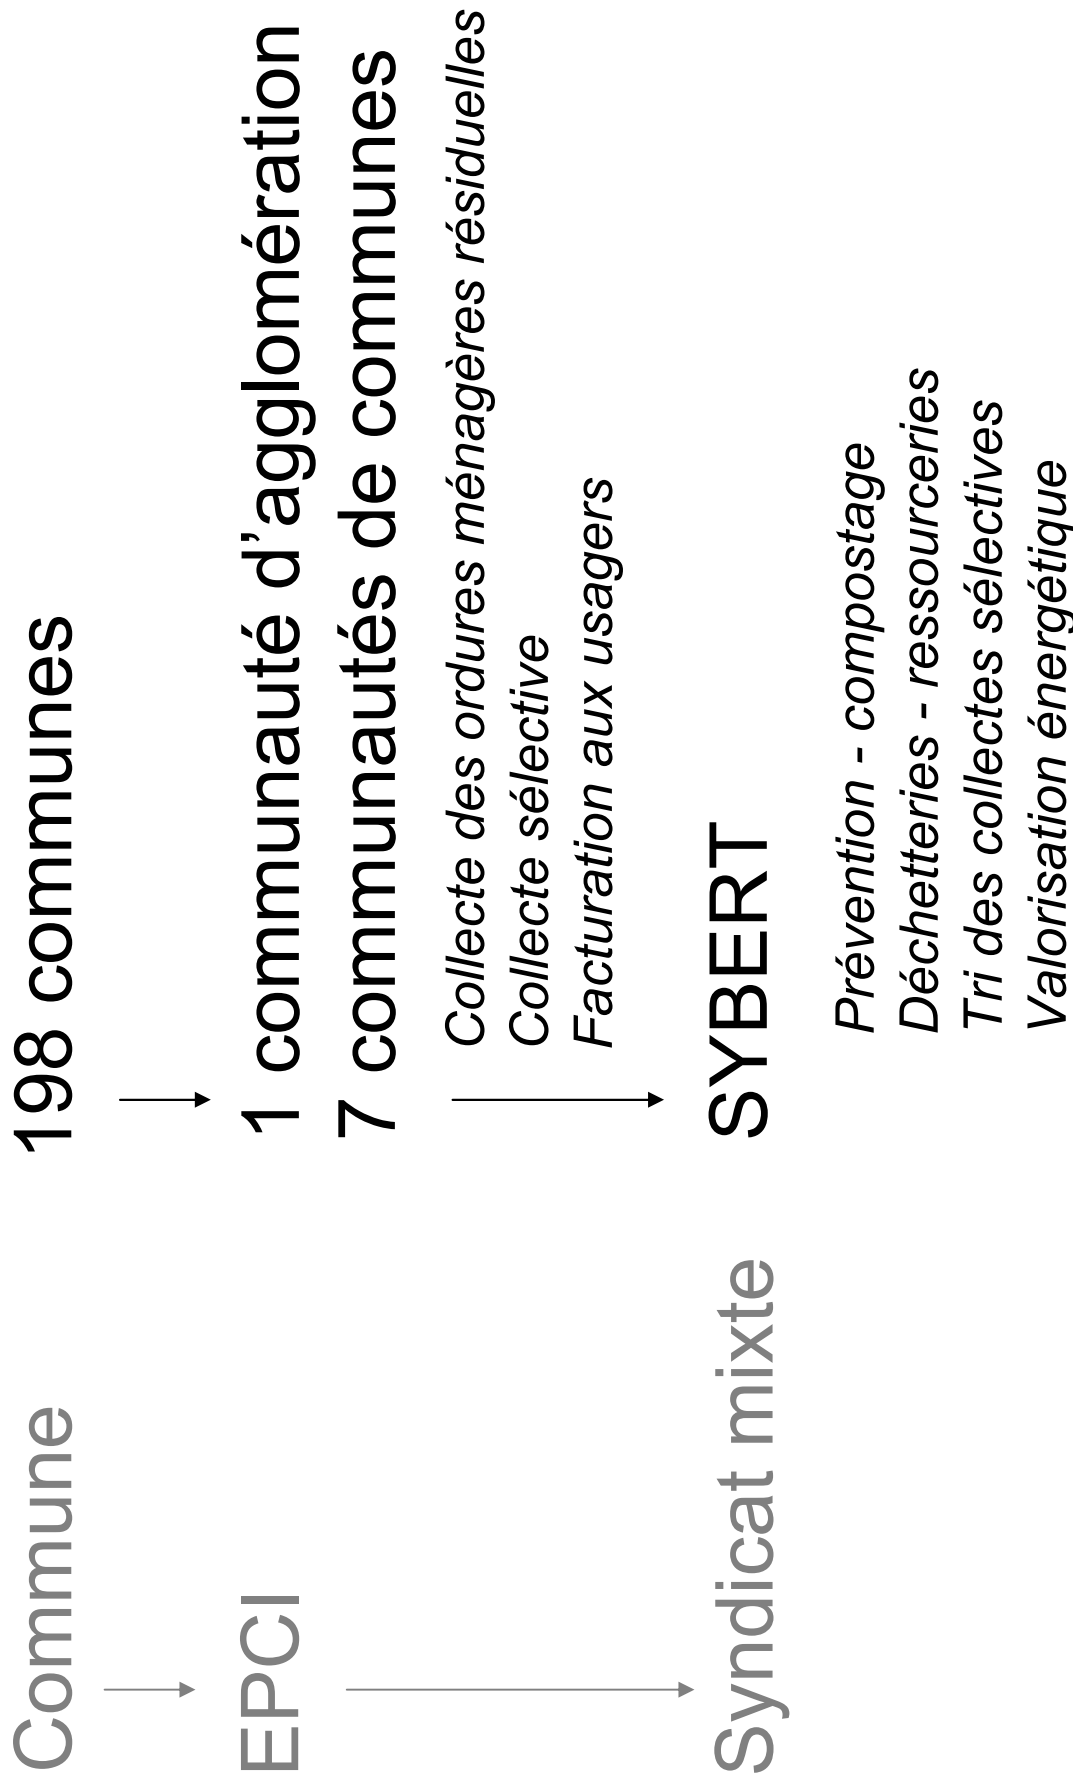 Commune
198 communes
EPCI
1 communauté d'agglomération
7 communautés de communes
Collecte des ordures ménagères résiduelles
Collecte sélective
Facturation aux usagers
Syndicat mixte
SYBERT
Prévention - compostage
Déchetteries - ressourceries
Tri des collectes sélectives
Valorisation énergétique